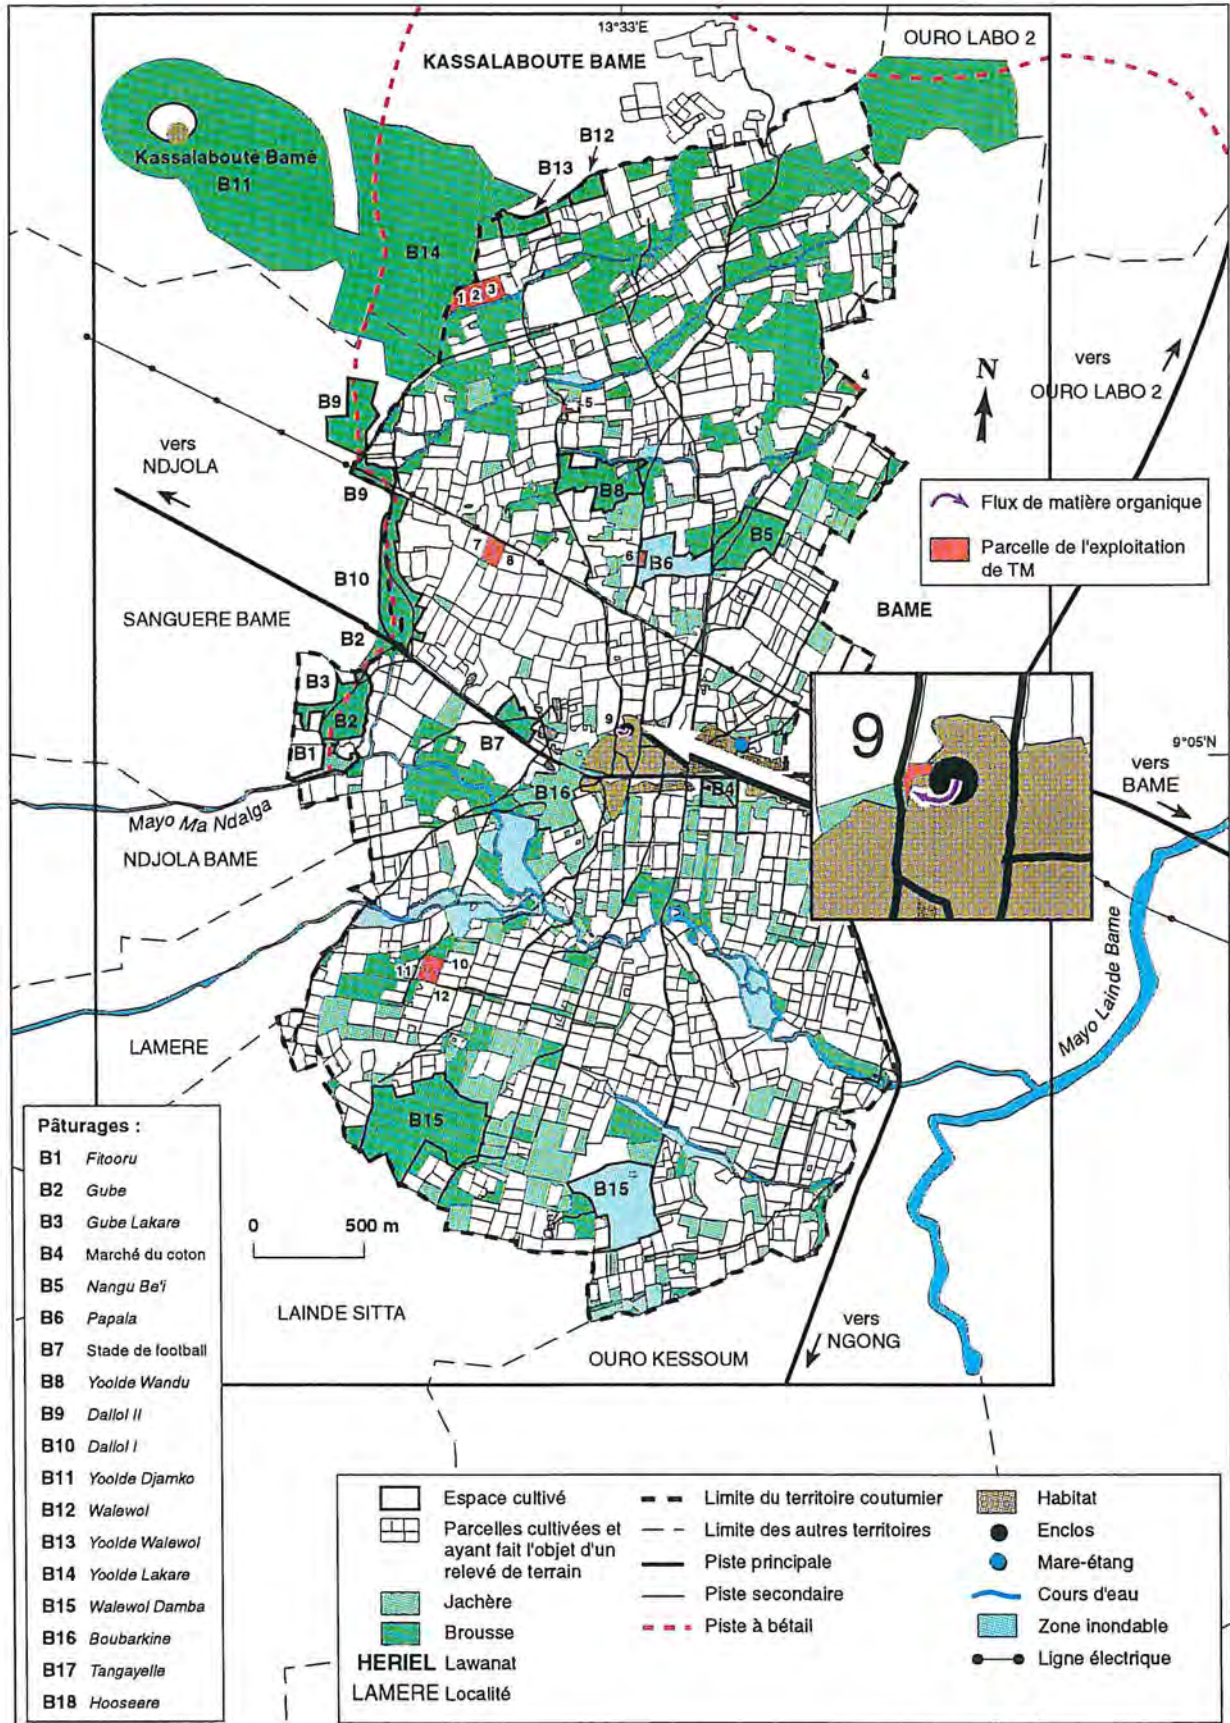 13°33'E
OURO LABO 2
KASSALABOUTE BAME
B12
B13
Kassalaboute Bamé
B11
B14
1 2 3
4
vers
OURO LABO 2
N
B9
5
vers
NDJOLA
B9
B8
Flux de matière organique
Parcelle de l'exploitation
de TM
7
8
6
B6
B5
B10
BAME
SANGUERE BAME
B2
B3
B2
B1
B7
9
9
9°05'N
vers
BAME
B16
B4
Mayo Ma Ndalga
NDJOLA BAME
11
10
12
Mayo Lainde Bame
LAMERE
B15
B15
0 500 m
LAINDE SITTA
vers
NGONG
OURO KESSOUM
Pâturages :
B1 Fitooru
B2 Gube
B3 Gube Lakare
B4 Marché du coton
B5 Nangu Be'i
B6 Papala
B7 Stade de football
B8 Yoolde Wandu
B9 Dallol II
B10 Dallol I
B11 Yoolde Djamko
B12 Walewol
B13 Yoolde Walewol
B14 Yoolde Lakare
B15 Walewol Damba
B16 Boubarkine
B17 Tangayelle
B18 Hooseere
Espace cultivé
Parcelles cultivées et
ayant fait l'objet d'un
relevé de terrain
Jachère
Brousse
HERIEL Lawanat
LAMERE Localité
Limite du territoire coutumier
Limite des autres territoires
Piste principale
Piste secondaire
Piste à bétail
Habitat
Enclos
Mare-étang
Cours d'eau
Zone inondable
Ligne électrique